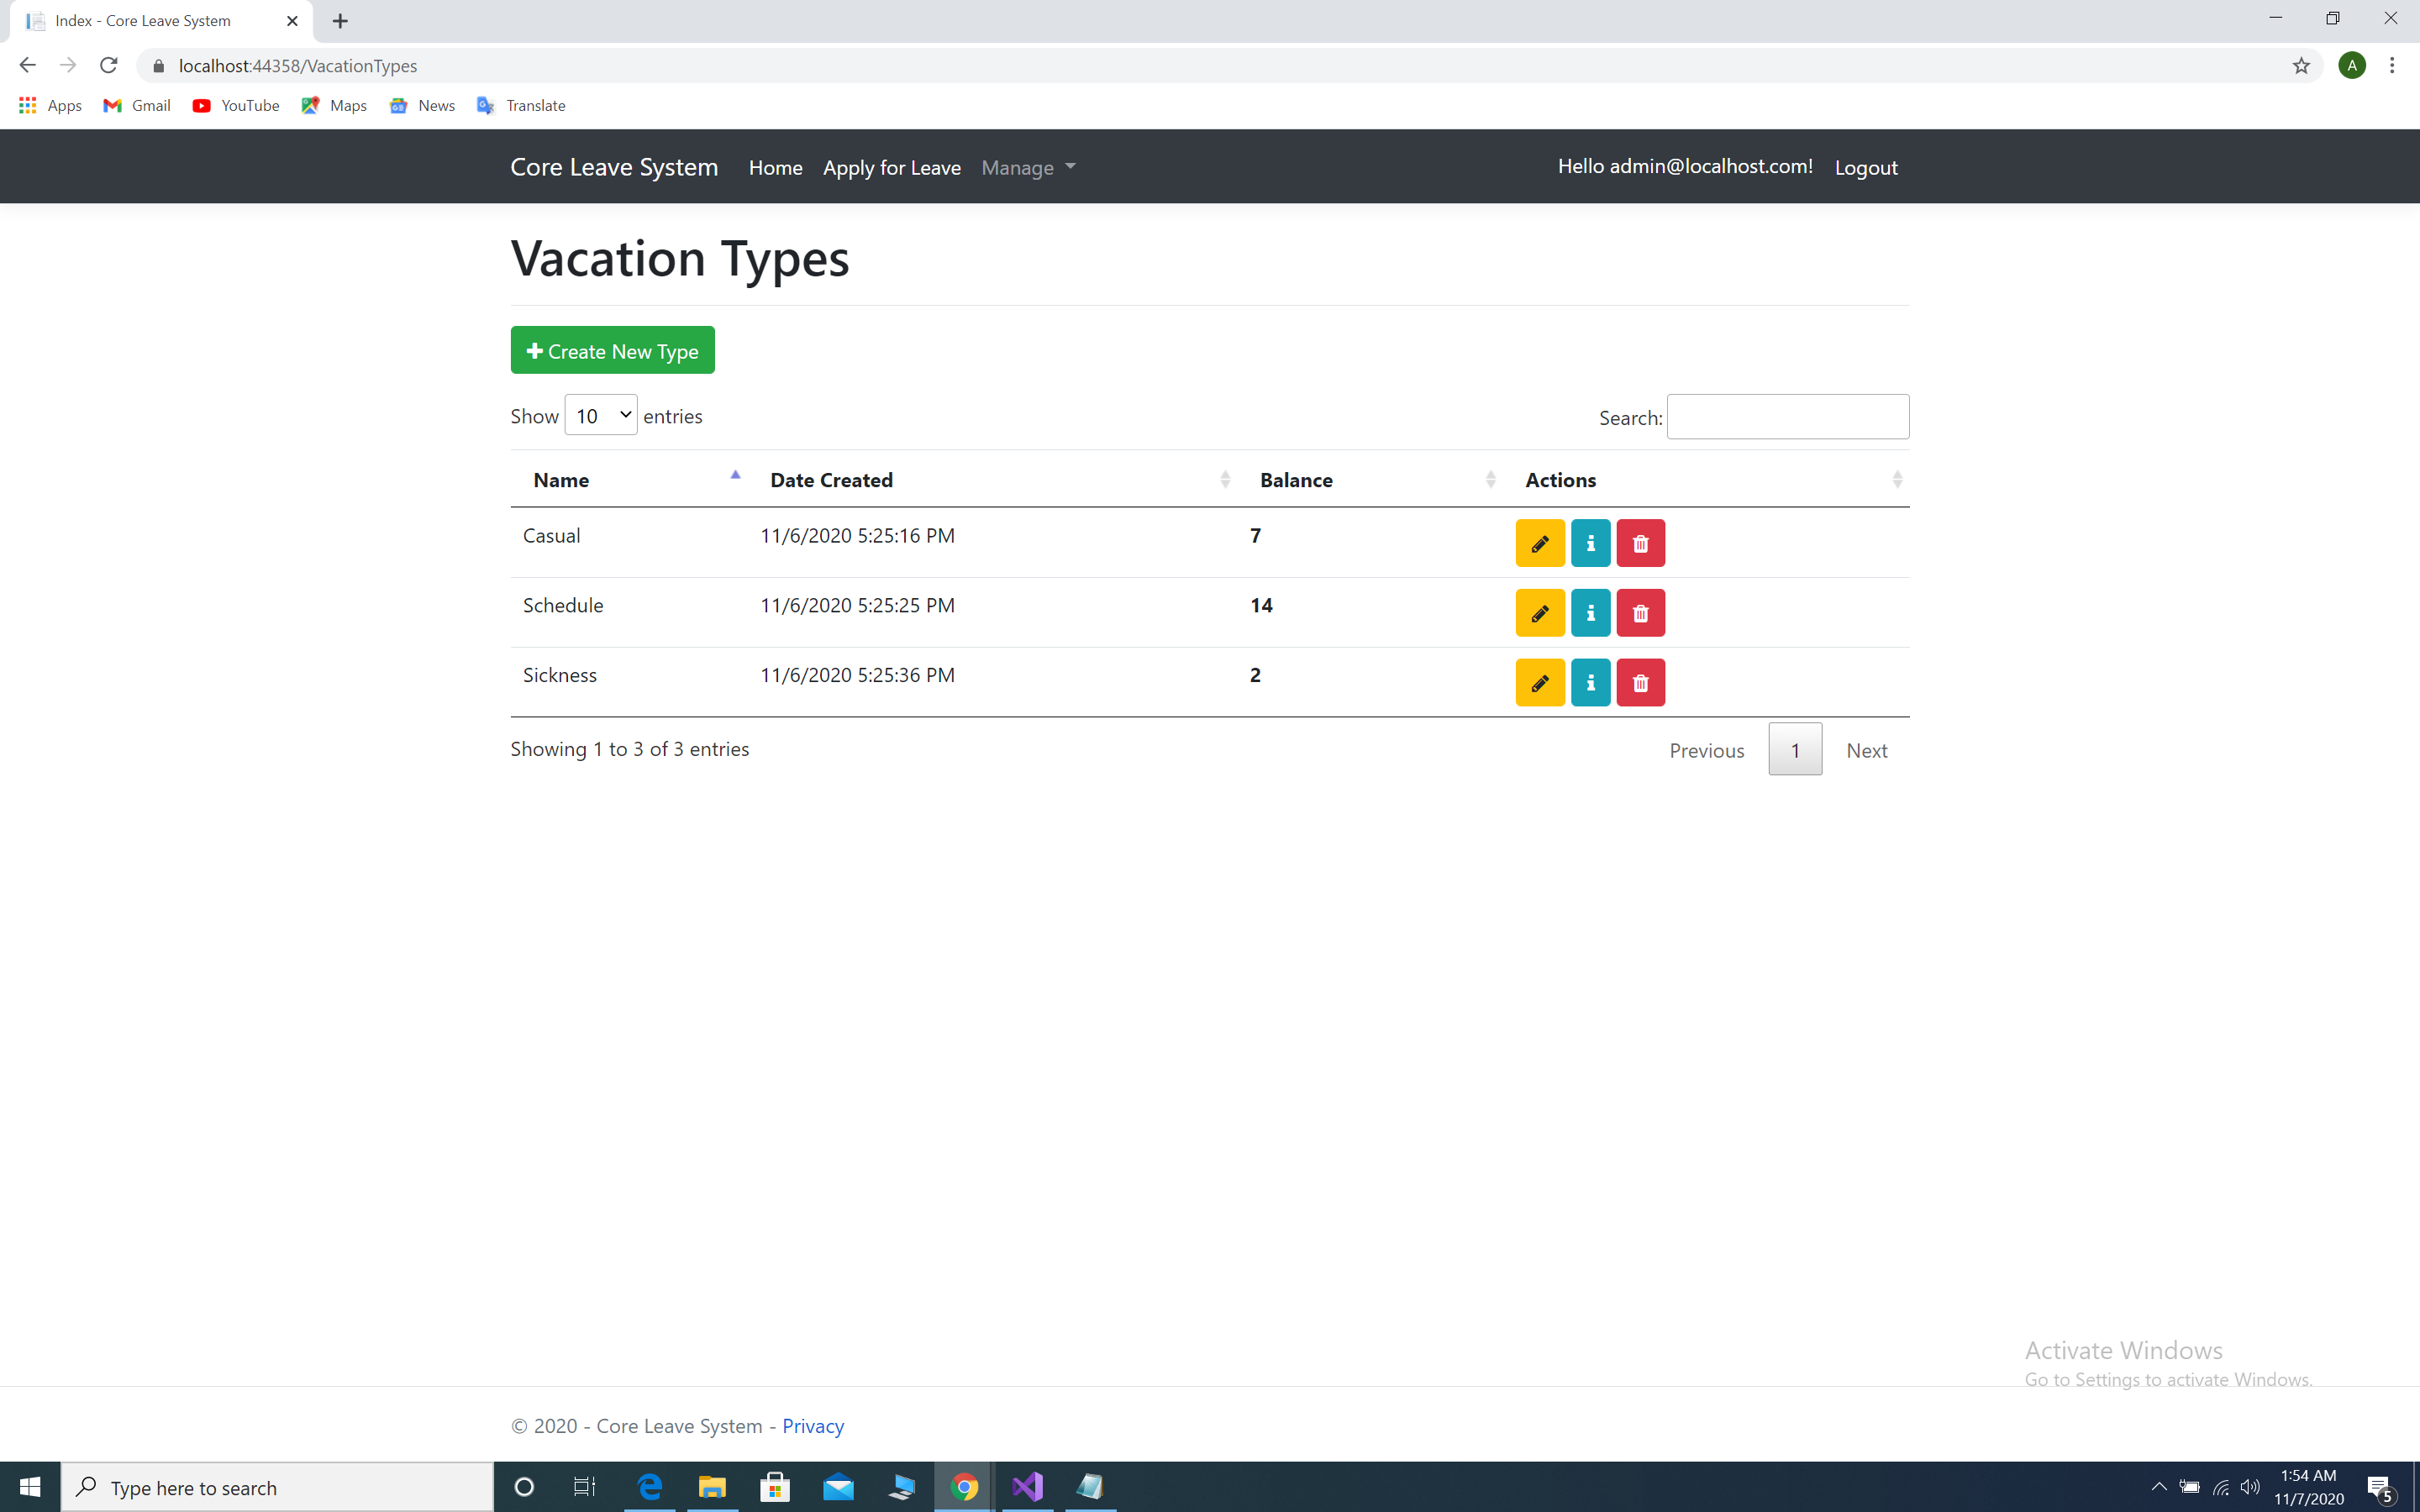 Index - Core Leave System
localhost:44358/VacationTypes
A
Apps Gmail YouTube Maps News Translate
Core Leave System Home Apply for Leave Manage Hello admin@localhost.com! Logout
Vacation Types
Create New Type
Show 10 entries Search:
Name Date Created Balance Actions
Casual 11/6/2020 5:25:16 PM 7
Schedule 11/6/2020 5:25:25 PM 14
Sickness 11/6/2020 5:25:36 PM 2
Showing 1 to 3 of 3 entries Previous 1 Next
Activate Windows
Go to Settings to activate Windows.
© 2020 - Core Leave System - Privacy
Type here to search
1:54 AM
11/7/2020
5